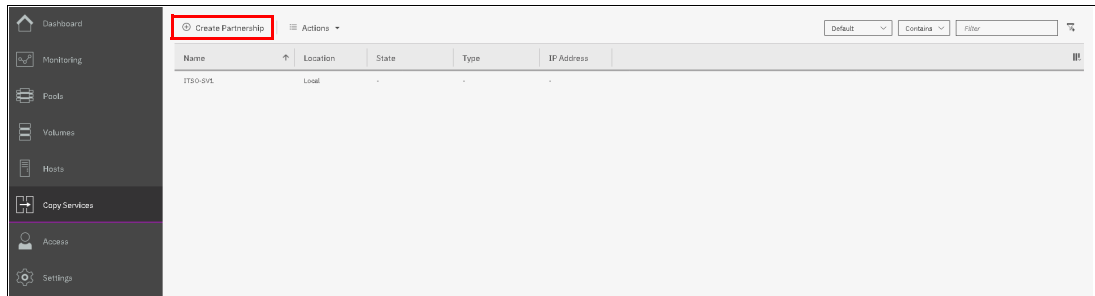 Dashboard
Create Partnership Actions Default Contains Filter
Name Location State Type IP Address
Monitoring
ITSO-SV1 Local - - -
Pools
Volumes
Hosts
Copy Services
Access
Settings